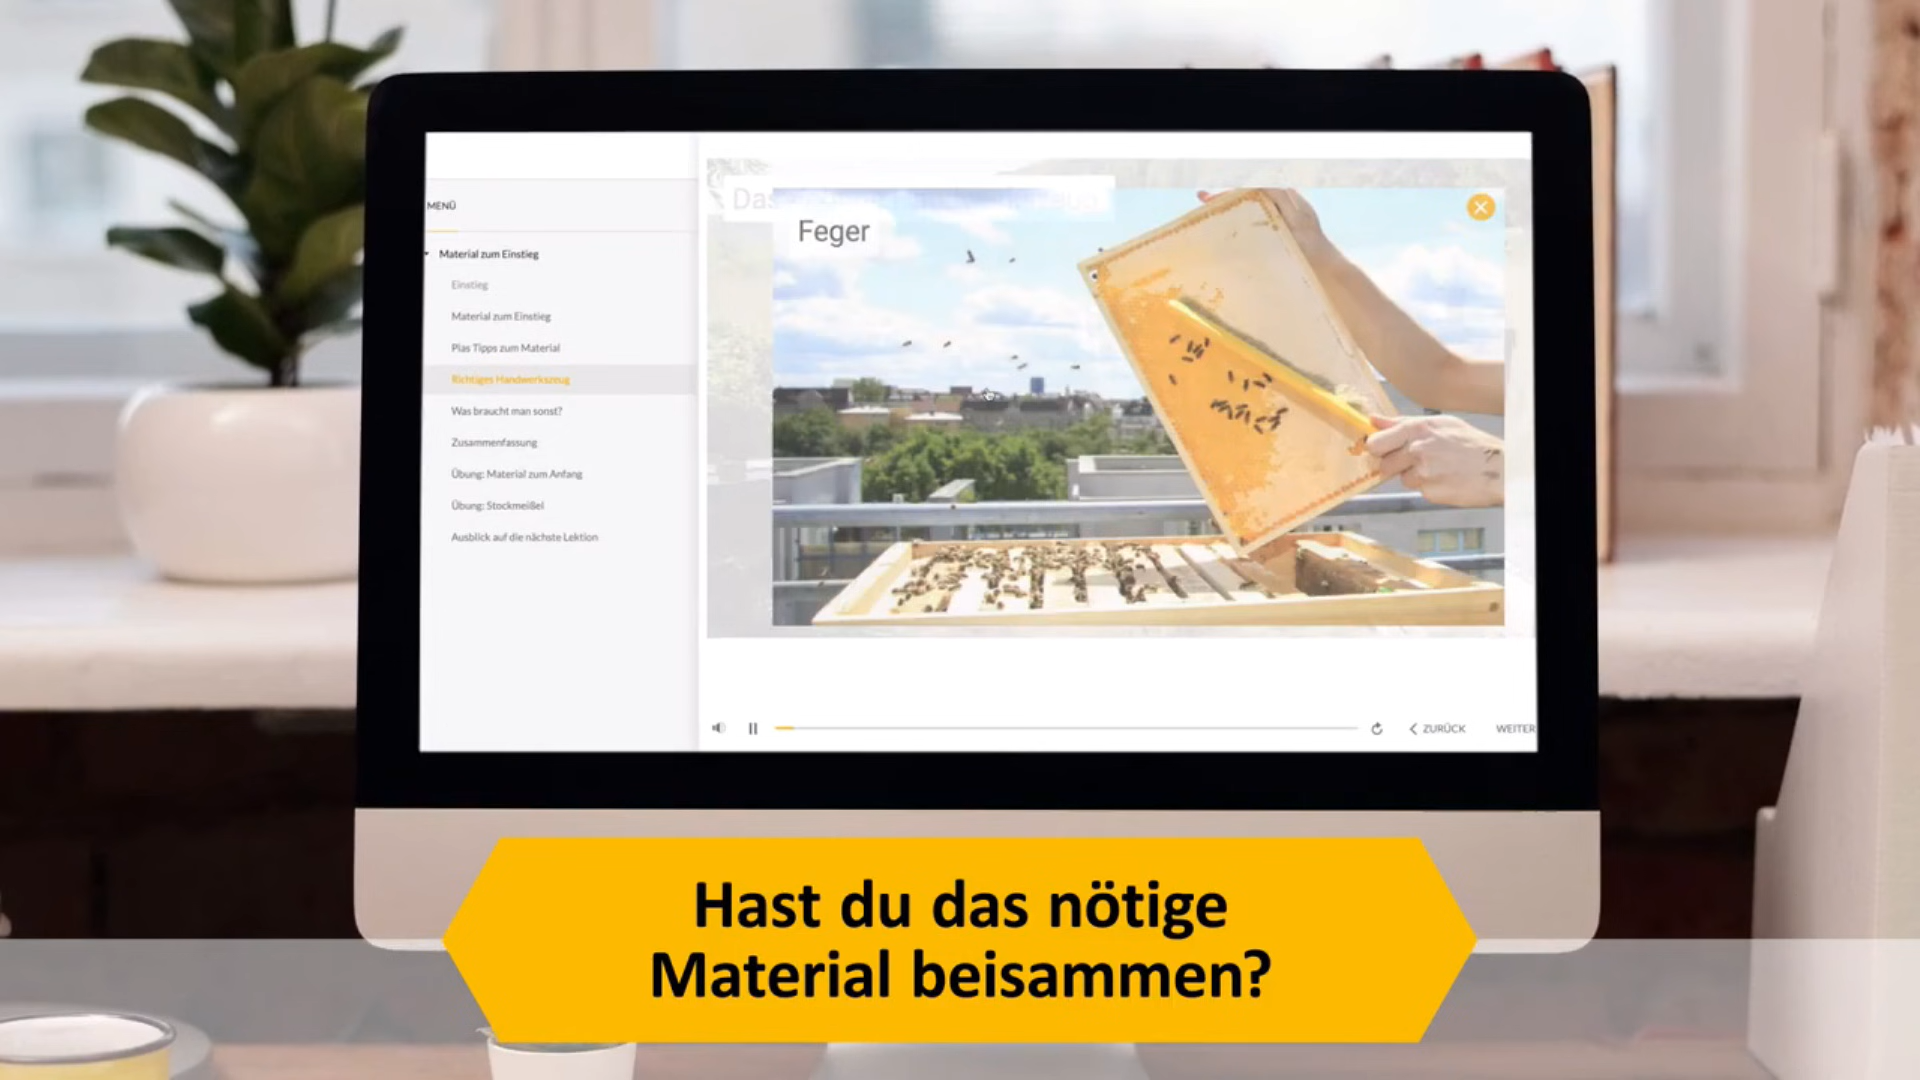 MENÜ
Material zum Einstieg
Einstieg
Material zum Einstieg
Pias Tipps zum Material
Richtiges Handwerkszeug
Was braucht man sonst?
Zusammenfassung
Übung: Material zum Anfang
Übung: Stockmeißel
Ausblick auf die nächste Lektion
Das
Feger
ZURÜCK
WEITER
Hast du das nötige
Material beisammen?